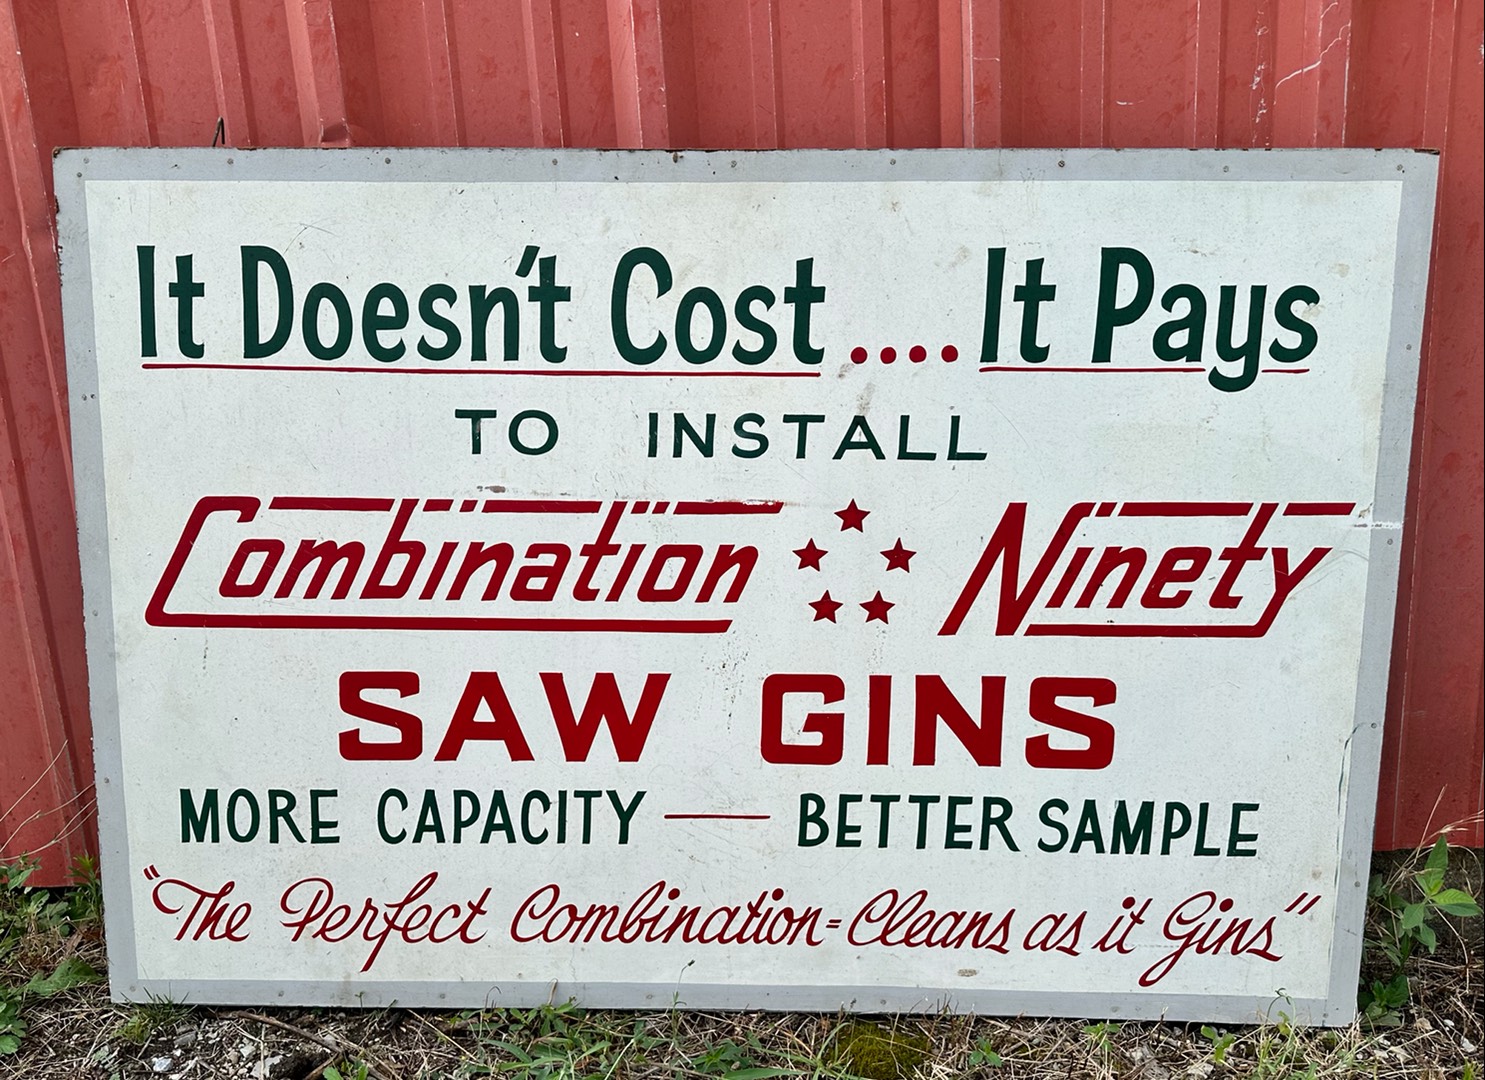 It Doesn't Cost.... It Pays
TO INSTALL
Combination Ninety
SAW GINS
MORE CAPACITY — BETTER SAMPLE
"The Perfect Combination=Cleans as it Gins"